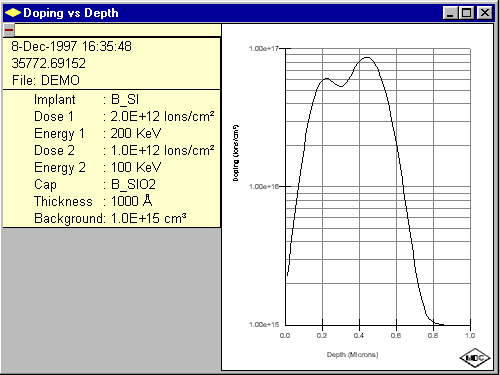 Doping vs Depth
8-Dec-1997 16:35:48
35772.69152
File: DEMO
Implant : B_SI
Dose 1 : 2.0E+12 Ions/cm²
Energy 1 : 200 KeV
Dose 2 : 1.0E+12 Ions/cm²
Energy 2 : 100 KeV
Cap : B_SIO2
Thickness : 1000 Å
Background: 1.0E+15 cm³
1.00e+17
Doping (Ions/cm³)
1.00e+16
1.00e+15
0.0 0.2 0.4 0.6 0.8 1.0
Depth (Microns)
MDC